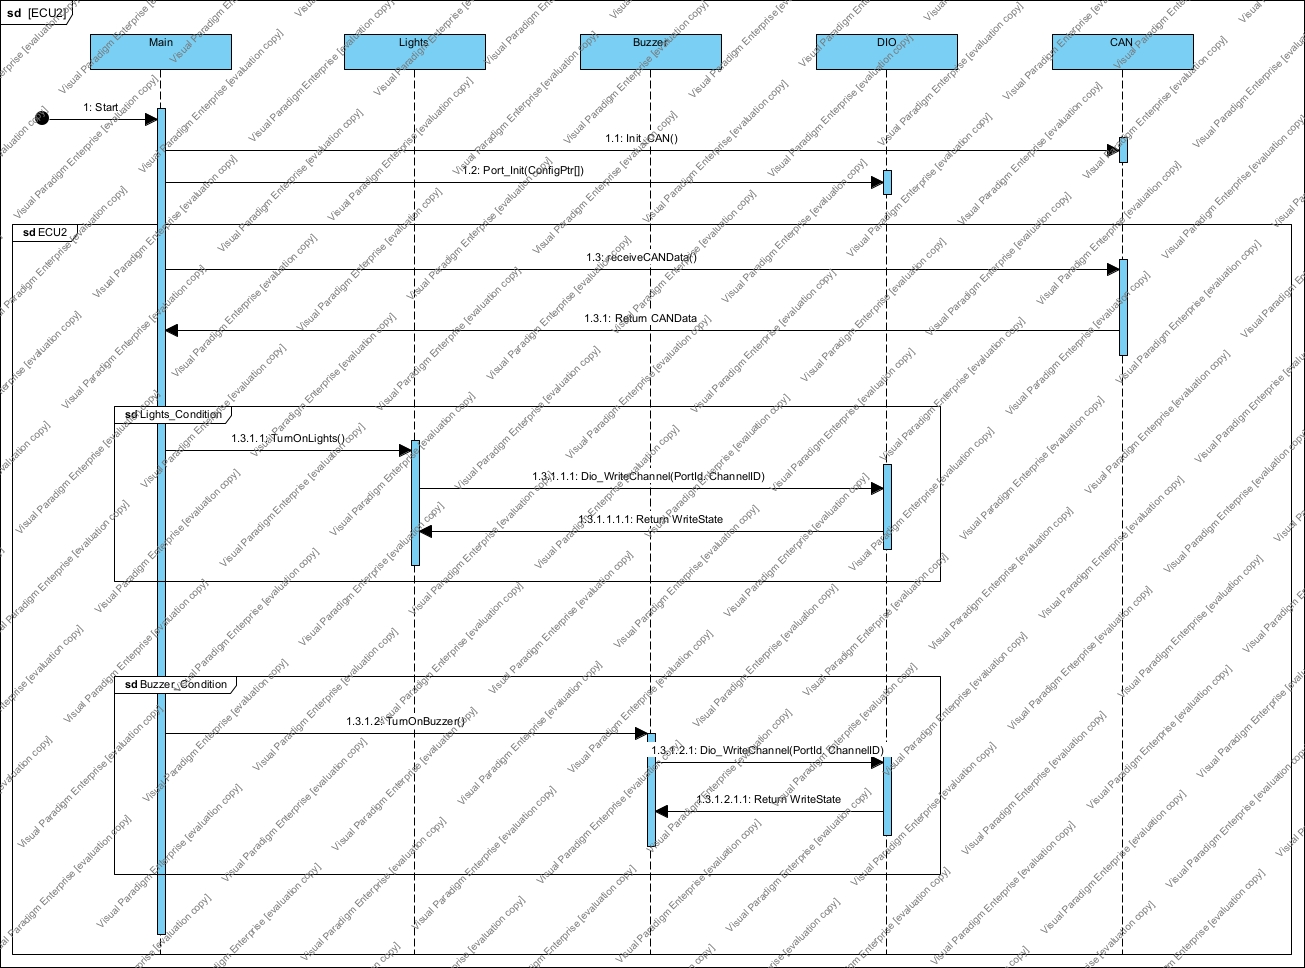 sd [ECU2]
Main
Lights
Buzzer
DIO
CAN
1: Start
1.1: Init_CAN()
1.2: Port_Init(ConfigPtr[])
sd ECU2
1.3: receiveCANData()
1.3.1: Return CANData
sd Lights_Condition
1.3.1.1: TurnOnLights()
1.3.1.1.1: Dio_WriteChannel(PortId, ChannelID)
1.3.1.1.1.1: Return WriteState
sd Buzzer_Condition
1.3.1.2: TurnOnBuzzer()
1.3.1.2.1: Dio_WriteChannel(PortId, ChannelID)
1.3.1.2.1.1: Return WriteState
Visual Paradigm Enterprise [evaluation copy]